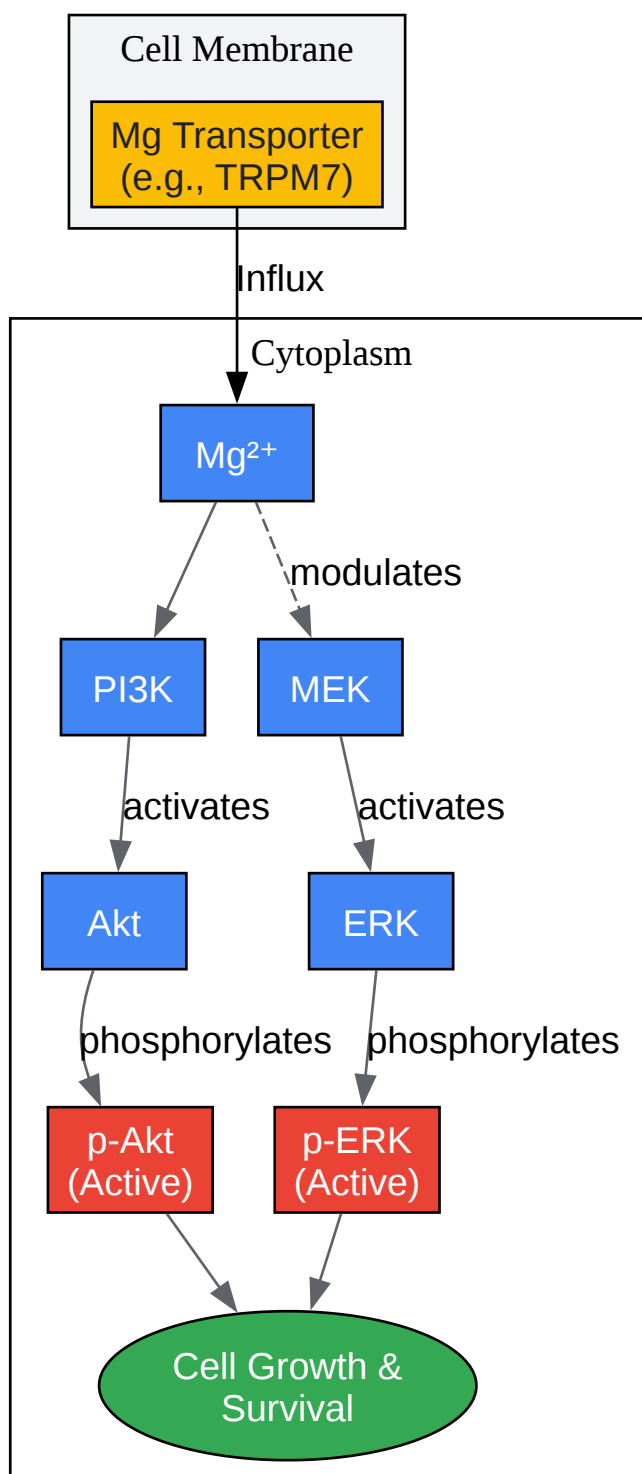 Cell Membrane
Mg Transporter
(e.g., TRPM7)
Influx
Cytoplasm
Mg²⁺
modulates
PI3K
MEK
activates
activates
Akt
ERK
phosphorylates
phosphorylates
p-Akt
(Active)
p-ERK
(Active)
Cell Growth &
Survival